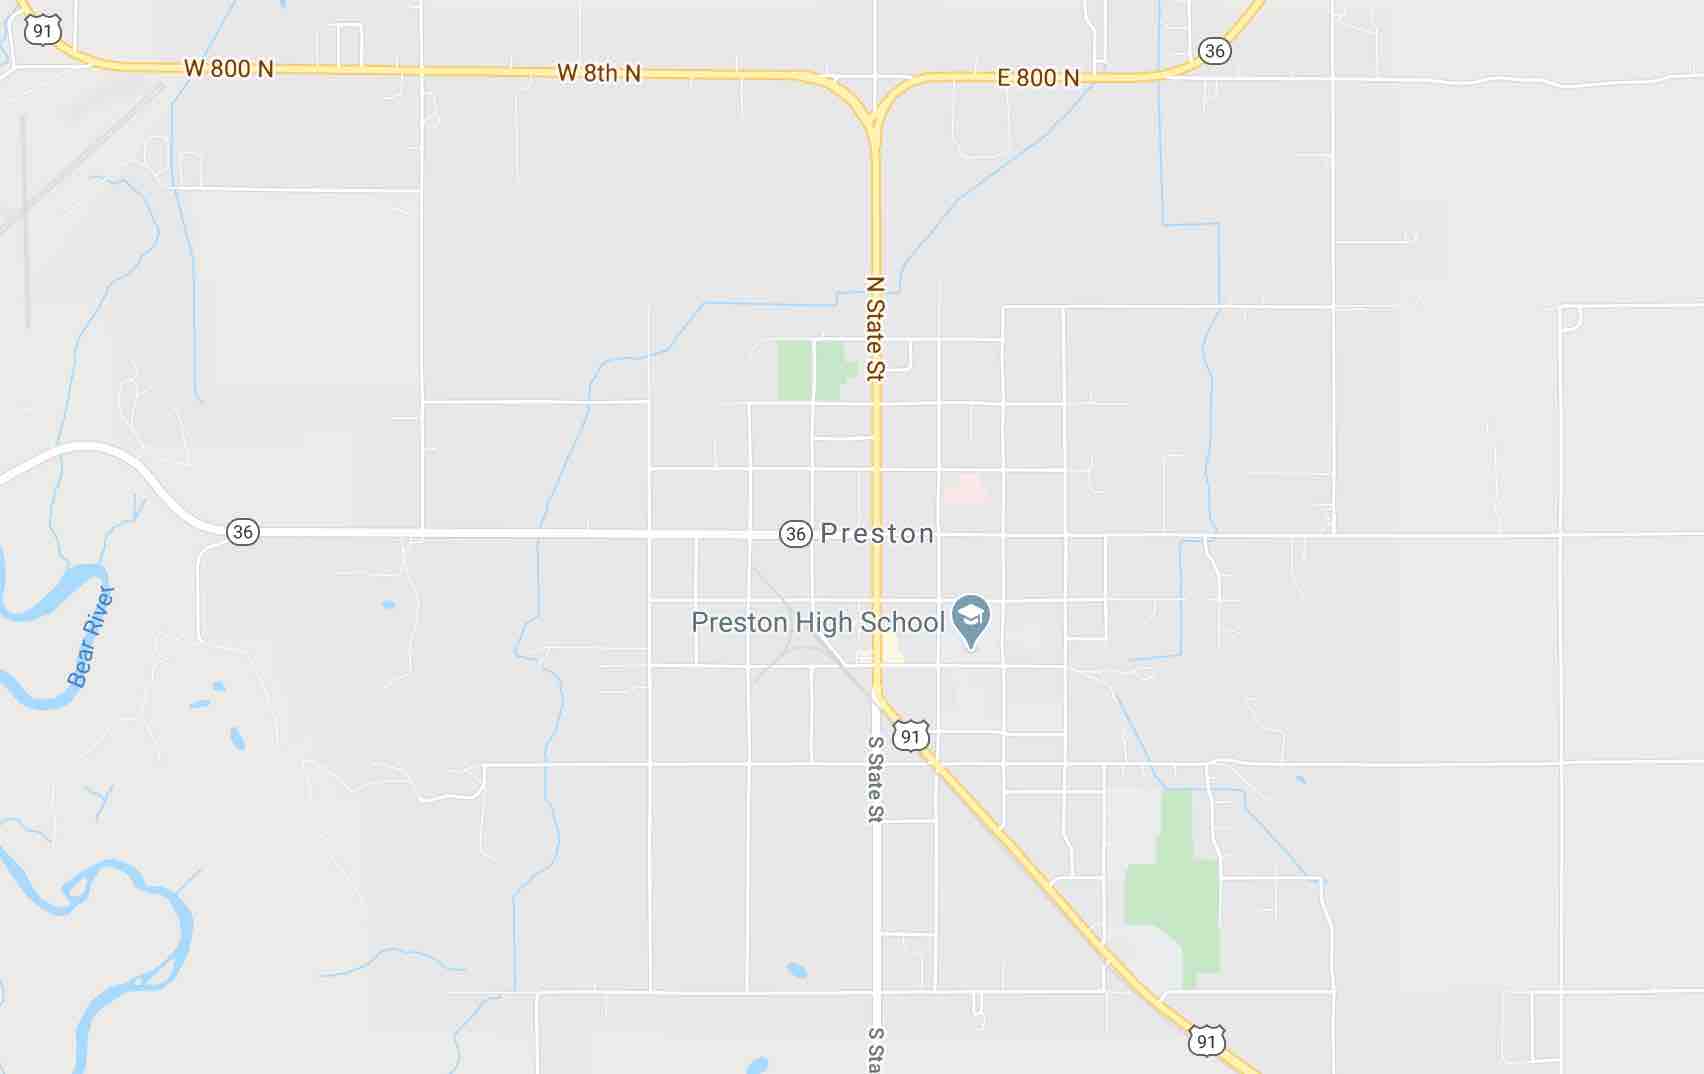 91
36
W 800 N
W 8th N
E 800 N
N State St
36
36
Preston
Bear River
Preston High School
91
S State St
S Sta
91